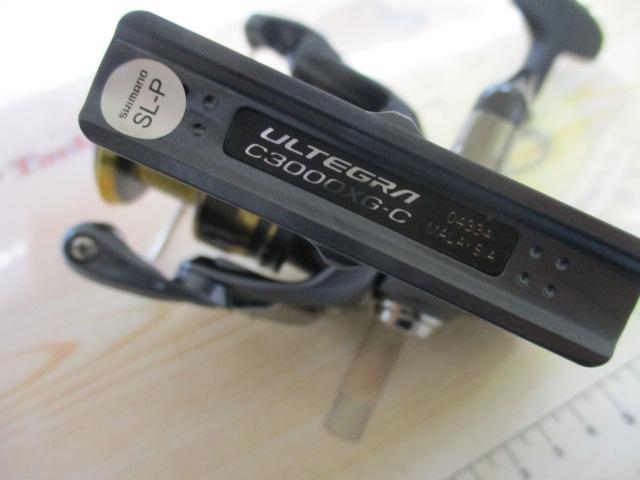 SHIMANO
SL-P
ULTEGRA
C3000XG-C
04334
MALAYSIA